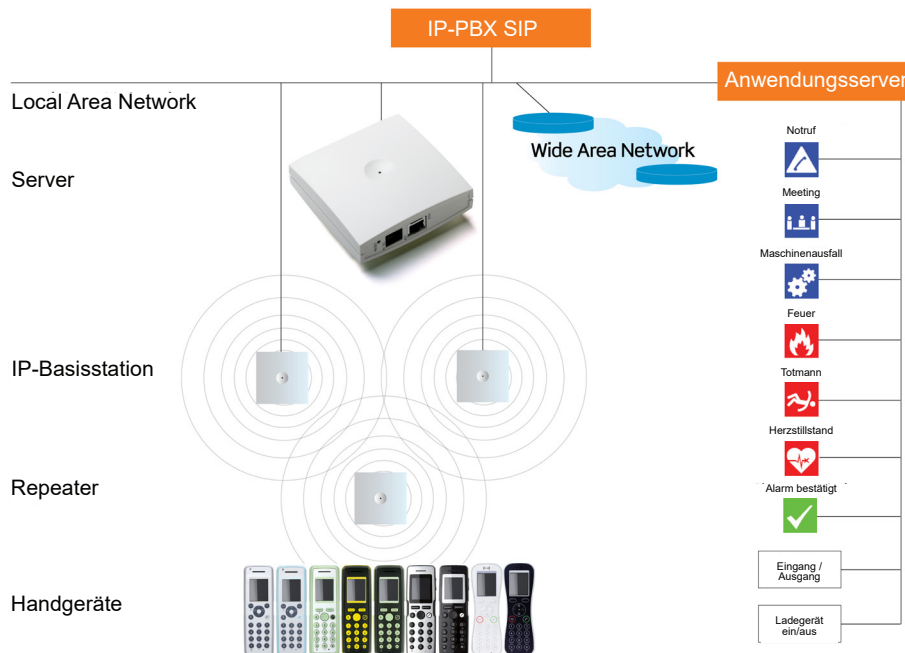 IP-PBX SIP
Anwendungsserver
Local Area Network
Wide Area Network
Server
IP-Basisstation
Repeater
Handgeräte
Notruf
Meeting
Maschinenausfall
Feuer
Totmann
Herzstillstand
Alarm bestätigt
Eingang /
Ausgang
Ladegerät
ein/aus